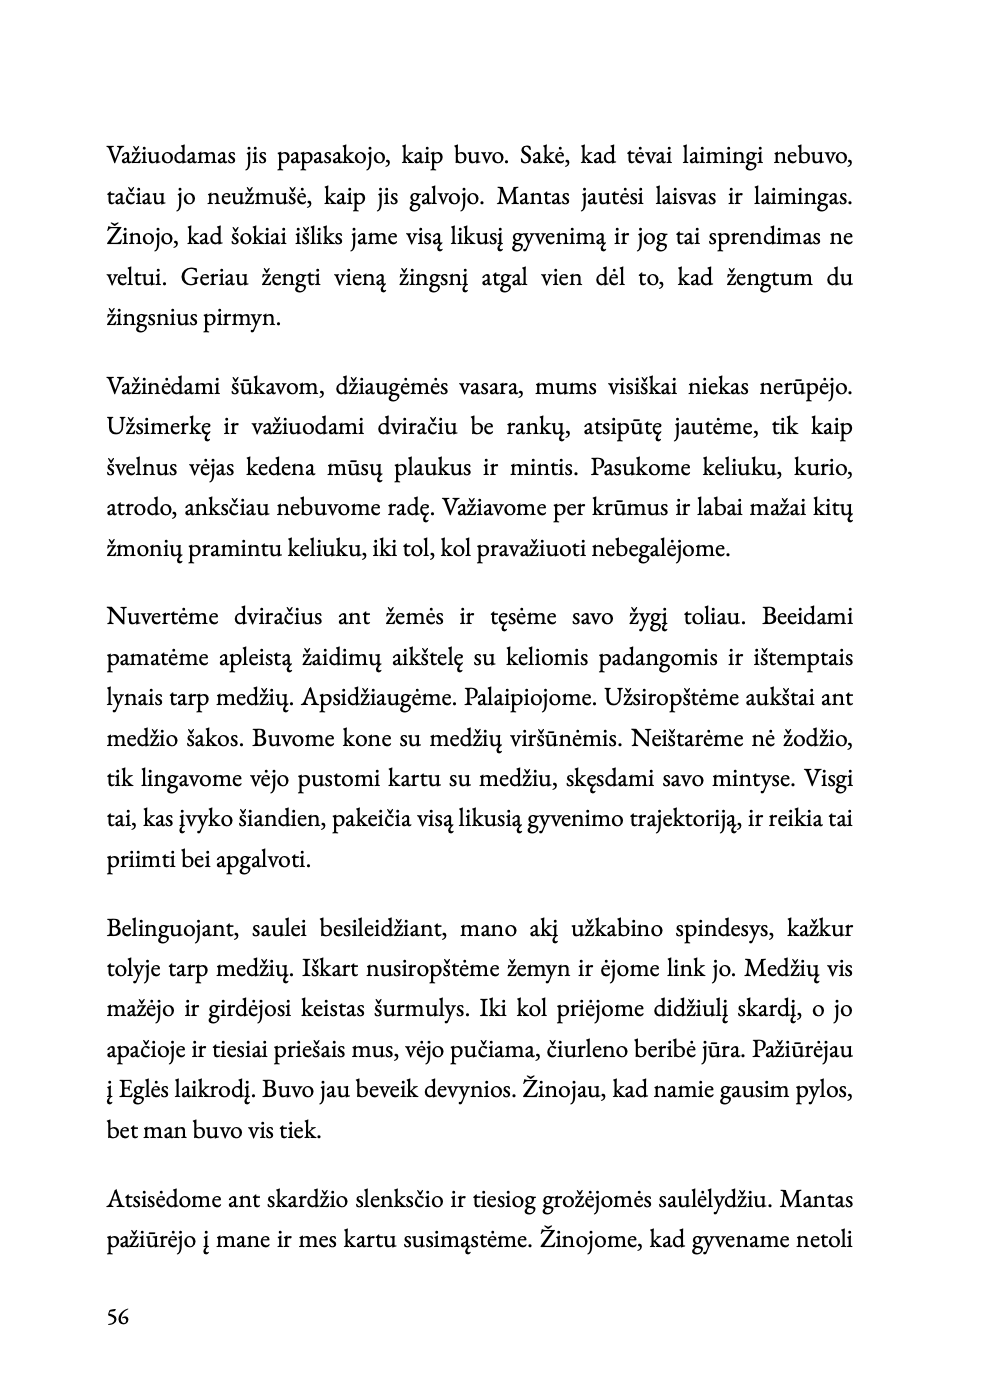 Važiuodamas jis papasakojo, kaip buvo. Sakė, kad tėvai laimingi nebuvo,
tačiau jo neužmušė, kaip jis galvojo. Mantas jautėsi laisvas ir laimingas.
Žinojo, kad šokiai išliks jame visą likusį gyvenimą ir jog tai sprendimas ne
veltui. Geriau žengti vieną žingsnį atgal vien dėl to, kad žengtum du
žingsnius pirmyn.
Važinėdami šūkavom, džiaugėmės vasara, mums visiškai niekas nerūpėjo.
Užsimerkę ir važiuodami dviračiu be rankų, atsipūtę jautėme, tik kaip
švelnus vėjas kedena mūsų plaukus ir mintis. Pasukome keliuku, kurio,
atrodo, anksčiau nebuvome radę. Važiavome per krūmus ir labai mažai kitų
žmonių pramintu keliuku, iki tol, kol pravažiuoti nebegalėjome.
Nuvertėme dviračius ant žemės ir tęsėme savo žygį toliau. Beeidami
pamatėme apleistą žaidimų aikštelę su keliomis padangomis ir ištemptais
lynais tarp medžių. Apsidžiaugėme. Palaipiojome. Užsiropštėme aukštai ant
medžio šakos. Buvome kone su medžių viršūnėmis. Neištarėme nė žodžio,
tik lingavome vėjo pustomi kartu su medžiu, skęsdami savo mintyse. Visgi
tai, kas įvyko šiandien, pakeičia visą likusią gyvenimo trajektoriją, ir reikia tai
priimti bei apgalvoti.
Belinguojant, saulei besileidžiant, mano akį užkabino spindesys, kažkur
tolyje tarp medžių. Iškart nusiropštėme žemyn ir ėjome link jo. Medžių vis
mažėjo ir girdėjosi keistas šurmulys. Iki kol priėjome didžiulį skardį, o jo
apačioje ir tiesiai priešais mus, vėjo pučiama, čiurleno beribė jūra. Pažiūrėjau
į Eglės laikrodį. Buvo jau beveik devynios. Žinojau, kad namie gausim pylos,
bet man buvo vis tiek.
Atsisėdome ant skardžio slenksčio ir tiesiog grožėjomės saulėlydžiu. Mantas
pažiūrėjo į mane ir mes kartu susimąstėme. Žinojome, kad gyvename netoli
56